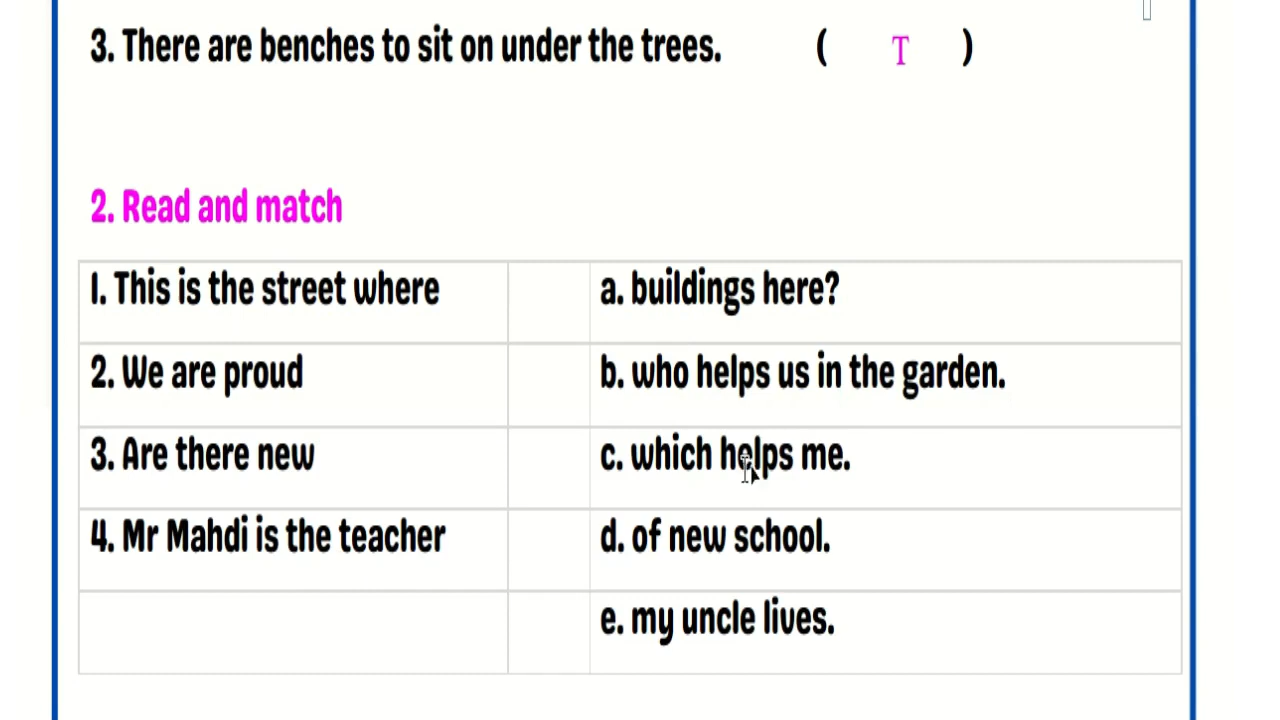 3. There are benches to sit on under the trees. ( T )
2. Read and match
1. This is the street where a. buildings here?
2. We are proud b. who helps us in the garden.
3. Are there new c. which helps me.
4. Mr Mahdi is the teacher d. of new school.
e. my uncle lives.